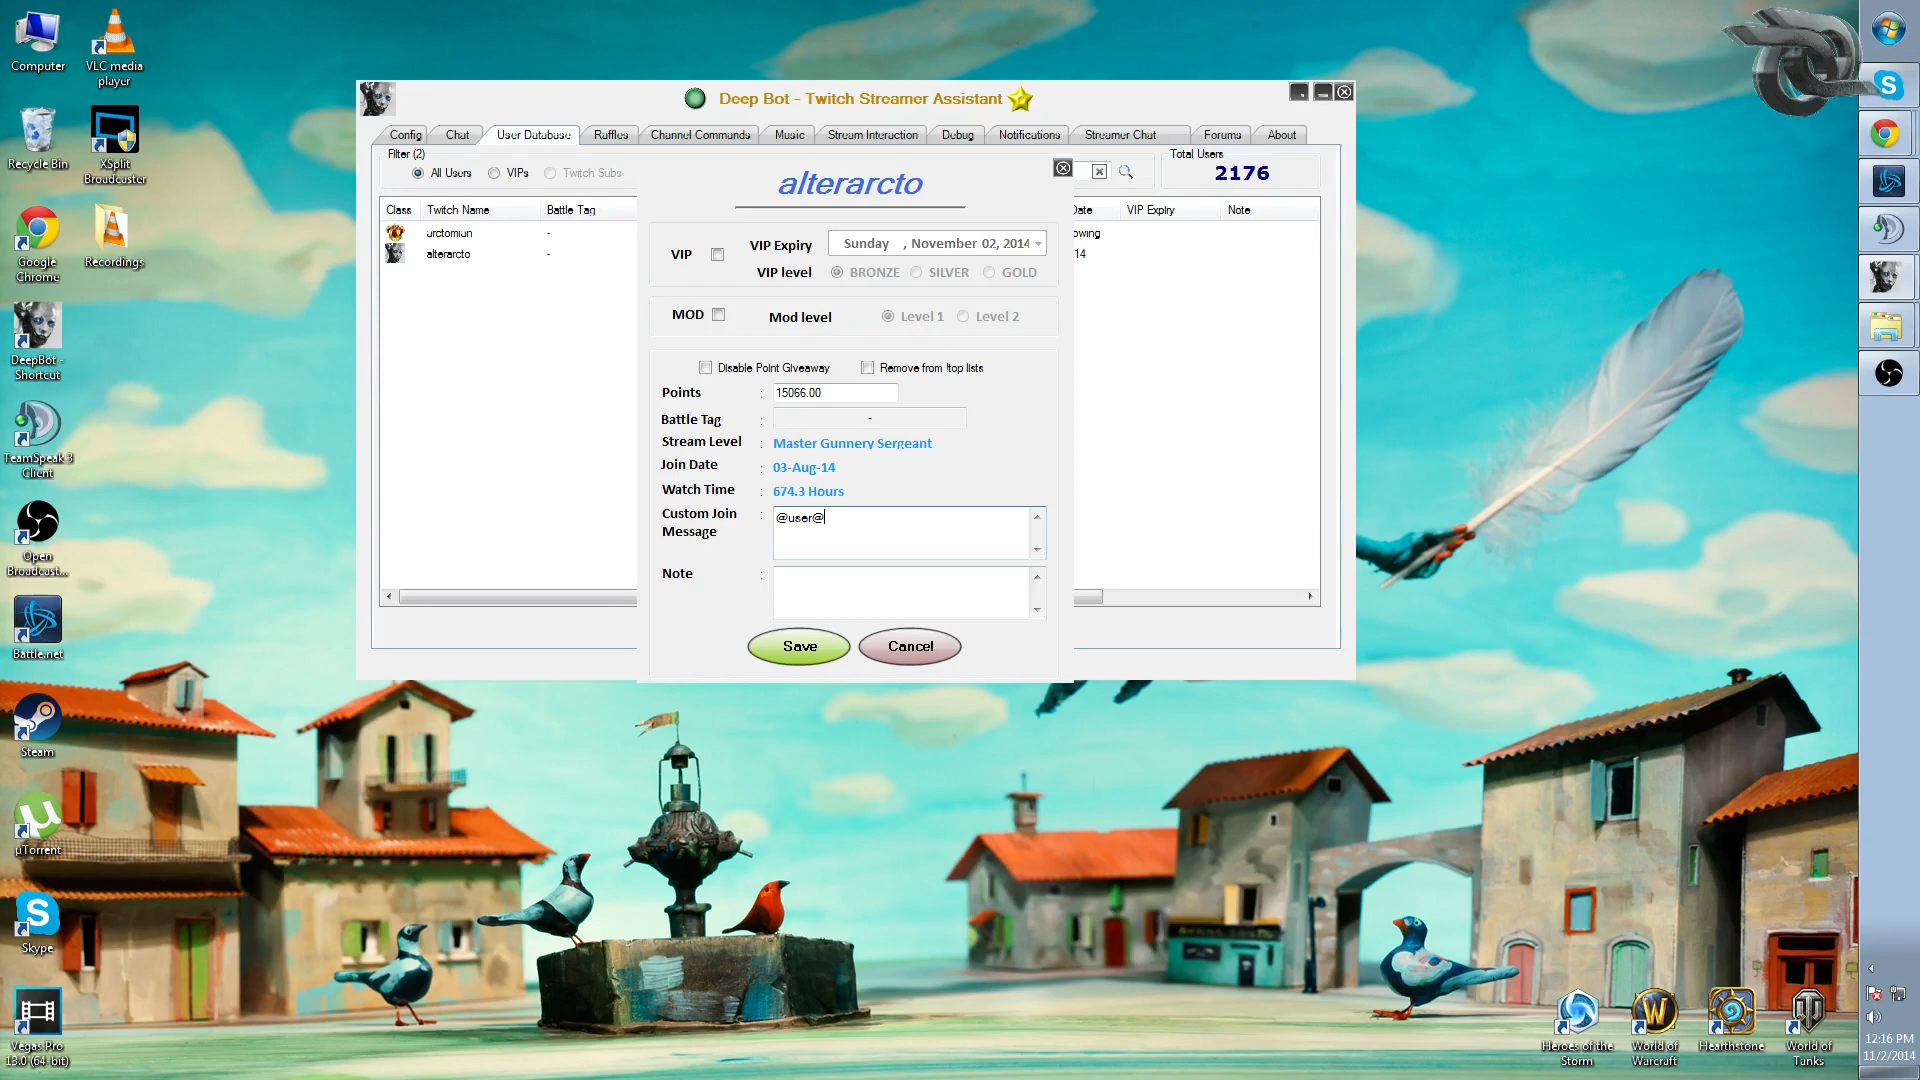 Computer
VLC media
player
Recycle Bin
XSplit
Broadcaster
Google
Chrome
Recordings
DeepBot -
Shortcut
TeamSpeak 3
Client
Open
Broadcast...
Battle.net
Steam
µTorrent
Skype
Vegas Pro
13.0 (64-bit)
Deep Bot - Twitch Streamer Assistant
Config
Chat
User Database
Raffles
Channel Commands
Music
Stream Interaction
Debug
Notifications
Streamer Chat
Forums
About
Filter (2)
All Users
VIPs
Twitch Subs
Total Users
2176
Class
Twitch Name
Battle Tag
Date
VIP Expiry
Note
arctomian
-
owing
alterarcto
-
14
alterarcto
VIP
VIP Expiry
Sunday , November 02, 2014
VIP level
BRONZE
SILVER
GOLD
MOD
Mod level
Level 1
Level 2
Disable Point Giveaway
Remove from !top lists
Points : 15066.00
Battle Tag : -
Stream Level : Master Gunnery Sergeant
Join Date : 03-Aug-14
Watch Time : 674.3 Hours
Custom Join : @user@
Message
Note :
Save
Cancel
Heroes of the
Storm
World of
Warcraft
Hearthstone
World of
Tanks
12:16 PM
11/2/2014